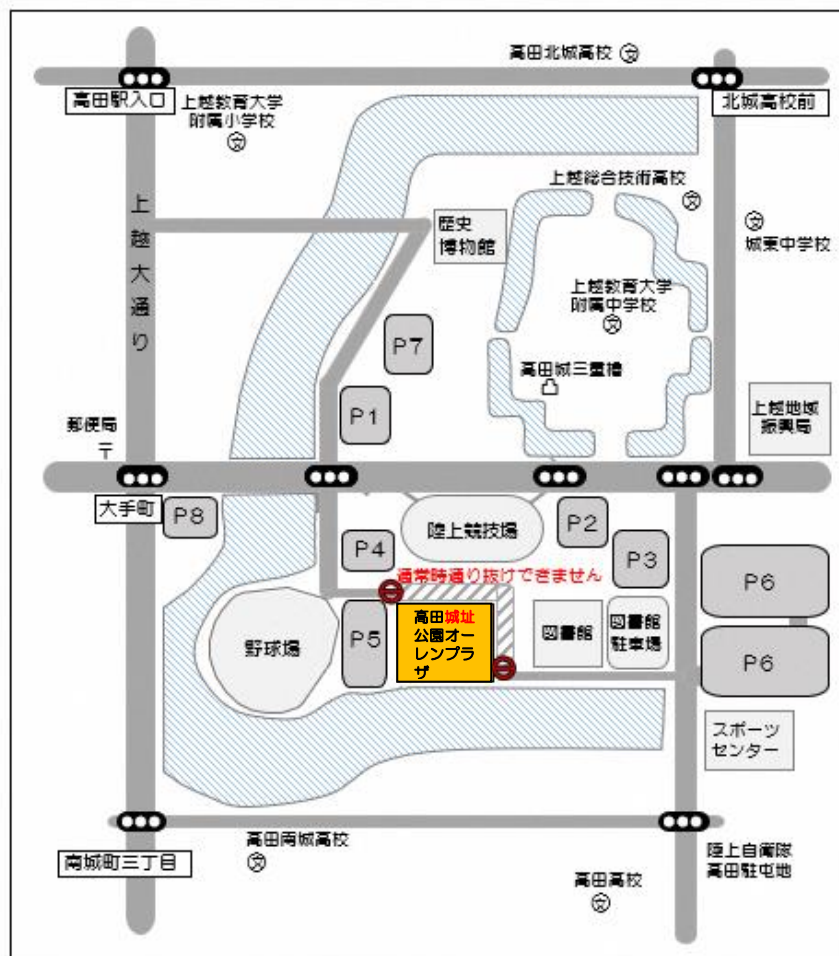 高田北城高校
高田駅入口
上越教育大学
附属小学校
北城高校前
上越大通り
歴史
博物館
上越総合技術高校
城東中学校
上越教育大学
附属中学校
P7
高田城三重櫓
P1
上越地域
振興局
郵便局
〒
大手町
P8
陸上競技場
P2
P4
P3
通常時通り抜けできません
P6
高田城址
公園オー
レンプラ
ザ
P5
野球場
図書館
図書館
駐車場
P6
スポーツ
センター
南城町三丁目
高田南城高校
陸上自衛隊
高田駐屯地
高田高校
文
文
文
文
文
文
文